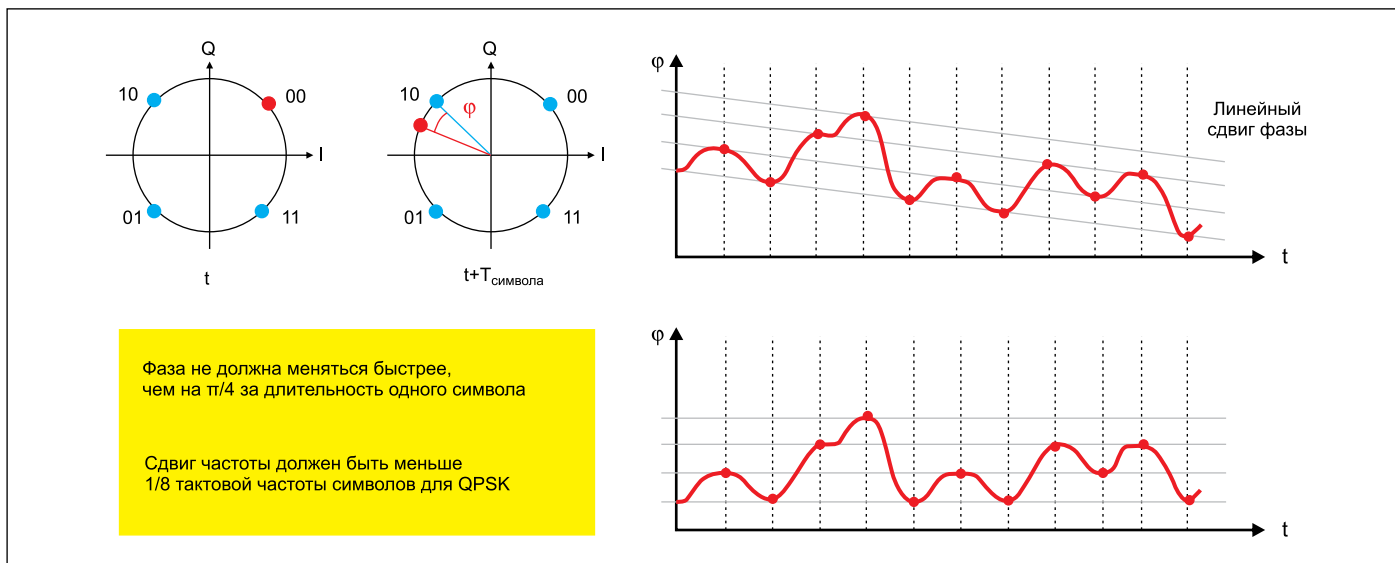 Q
10
00
I
01
11
t
Q
10
φ
00
I
01
11
t+Tсимвола
φ
Линейный
сдвиг фазы
t
Фаза не должна меняться быстрее,
чем на π/4 за длительность одного символа
Сдвиг частоты должен быть меньше
1/8 тактовой частоты символов для QPSK
φ
t